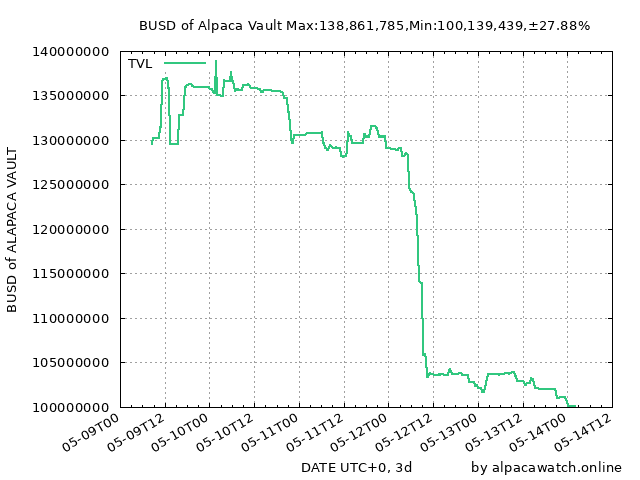 BUSD of Alpaca Vault Max:138,861,785,Min:100,139,439,±27.88%
TVL
140000000
135000000
130000000
125000000
120000000
115000000
110000000
105000000
100000000
BUSD of ALAPACA VAULT
05-09T00
05-09T12
05-10T00
05-10T12
05-11T00
05-11T12
05-12T00
05-12T12
05-13T00
05-13T12
05-14T00
05-14T12
DATE UTC+0, 3d
by alpacawatch.online